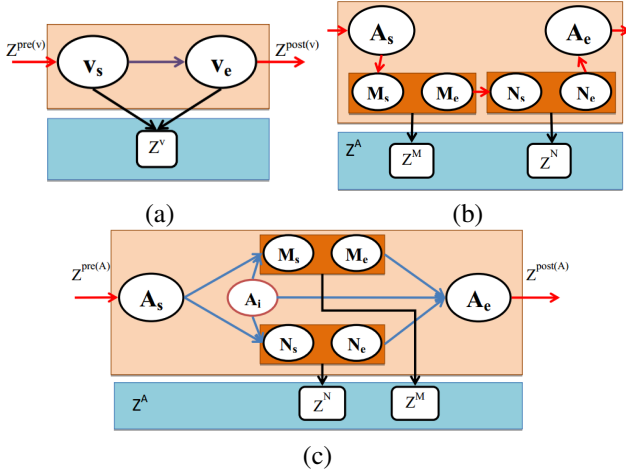 Z^pre(v)
v_s
v_e
Z^post(v)
Z^v
(a)
A_s
A_e
M_s
M_e
N_s
N_e
Z^A
Z^M
Z^N
(b)
Z^pre(A)
A_s
M_s
M_e
A_i
N_s
N_e
A_e
Z^post(A)
Z^A
Z^N
Z^M
(c)